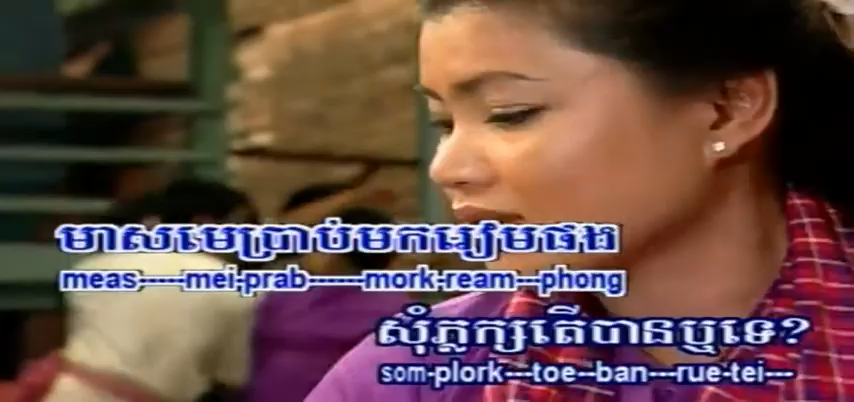 មាសមេប្រាប់មករៀមផង
meas-----mei-prab------mork-ream---phong
សុំភ្លក្សតើបានឬទេ?
som-plork---toe--ban---rue-tei---